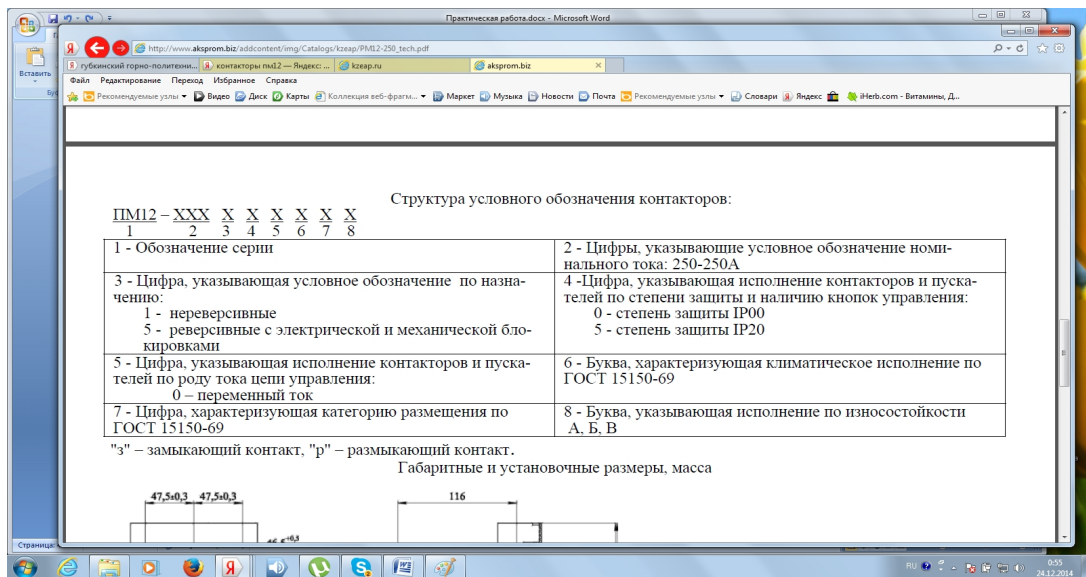 Практическая работа.docx - Microsoft Word
Вставить
http://www.aksprom.biz/addcontent/img/Catalogs/kzeap/PM12-250_tech.pdf
губкинский горно-политехни... контакторы пм12 — Яндекс: ... kzeap.ru aksprom.biz
Файл Редактирование Переход Избранное Справка
Рекомендуемые узлы Видео Диск Карты Коллекция веб-фрагм... Маркет Музыка Новости Почта Рекомендуемые узлы Словари Яндекс iHerb.com - Витамины, Д...
Структура условного обозначения контакторов:
ПМ12 – ХХХ Х Х Х Х Х Х
1 2 3 4 5 6 7 8
1 - Обозначение серии
2 - Цифры, указывающие условное обозначение номи-
нального тока: 250-250А
3 - Цифра, указывающая условное обозначение по назна-
чению:
1 - нереверсивные
5 - реверсивные с электрической и механической бло-
кировками
4 -Цифра, указывающая исполнение контакторов и пуска-
телей по степени защиты и наличию кнопок управления:
0 - степень защиты IP00
5 - степень защиты IP20
5 - Цифра, указывающая исполнение контакторов и пуска-
телей по роду тока цепи управления:
0 – переменный ток
6 - Буква, характеризующая климатическое исполнение по
ГОСТ 15150-69
7 - Цифра, характеризующая категорию размещения по
ГОСТ 15150-69
8 - Буква, указывающая исполнение по износостойкости
А, Б, В
"з" – замыкающий контакт, "р" – размыкающий контакт.
Габаритные и установочные размеры, масса
47,5±0,3 47,5±0,3
116
Страница:
RU
0:55
24.12.2014